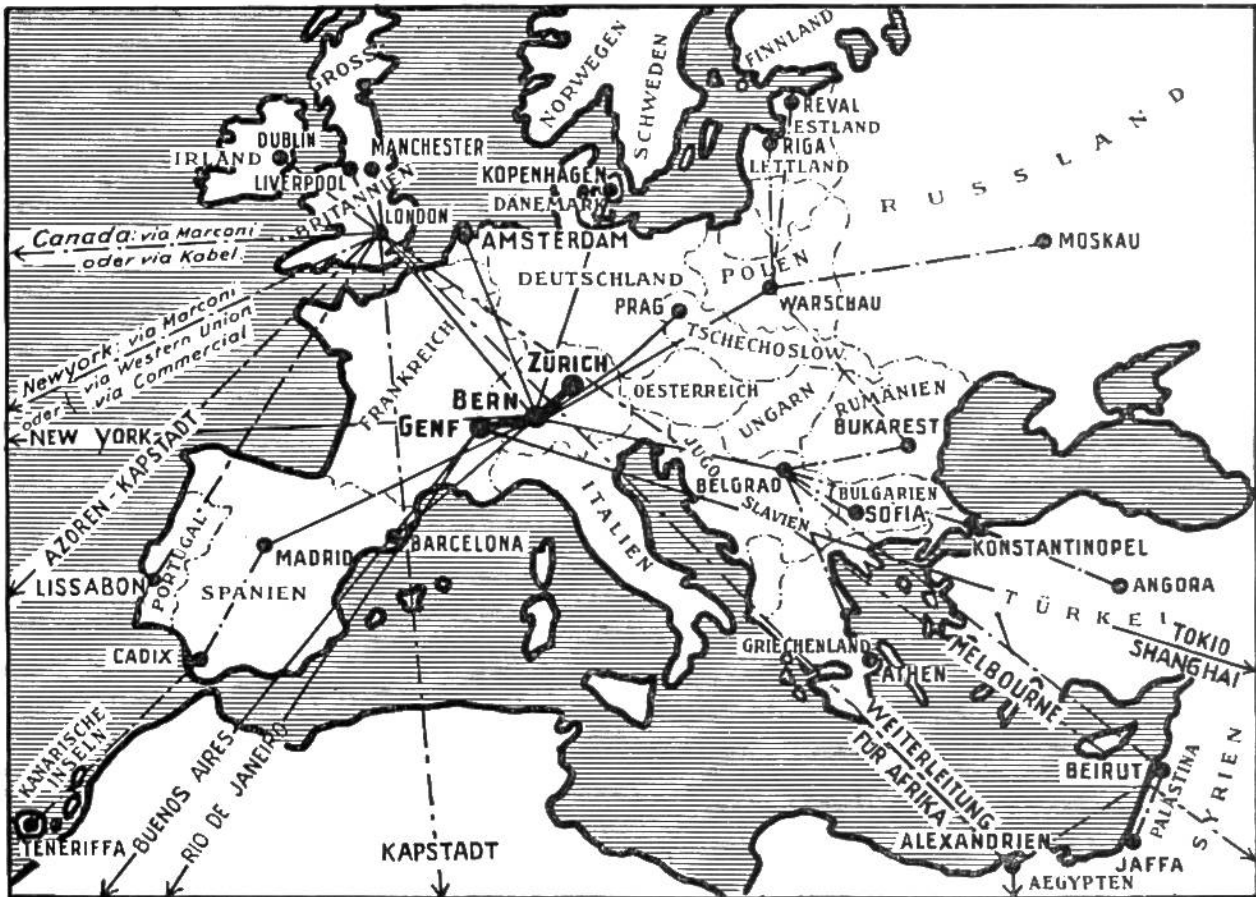 GROSS-
BRITANNIEN
NORWEGEN
SCHWEDEN
FINNLAND
REVAL
ESTLAND
RIGA
LETTLAND
RUSSLAND
DUBLIN
IRLAND
MANCHESTER
LIVERPOOL
KOPENHAGEN
DÄNEMARK
LONDON
AMSTERDAM
MOSKAU
Canada: via Marconi
oder via Kabel
DEUTSCHLAND
POLEN
WARSCHAU
PRAG
TSCHECHOSLOW.
Newyork: via Marconi
oder via Western Union
via Commercial
FRANKREICH
ZÜRICH
BERN
GENF
OESTERREICH
UNGARN
RUMÄNIEN
BUKAREST
NEW YORK
JUGO
SLAVIEN
BELGRAD
BULGARIEN
SOFIA
AZOREN-KAPSTADT
ITALIEN
KONSTANTINOPEL
MADRID
BARCELONA
LISSABON
PORTUGAL
SPANIEN
ANGORA
TÜRKEI
TOKIO
SHANGHAI
CADIX
GRIECHENLAND
ATHEN
MELBOURNE
WEITERLEITUNG
FÜR AFRIKA
KANARISCHE
INSELN
TENERIFFA
BUENOS AIRES
RIO DE JANEIRO
KAPSTADT
BEIRUT
PALÄSTINA
SYRIEN
ALEXANDRIEN
JAFFA
AEGYPTEN